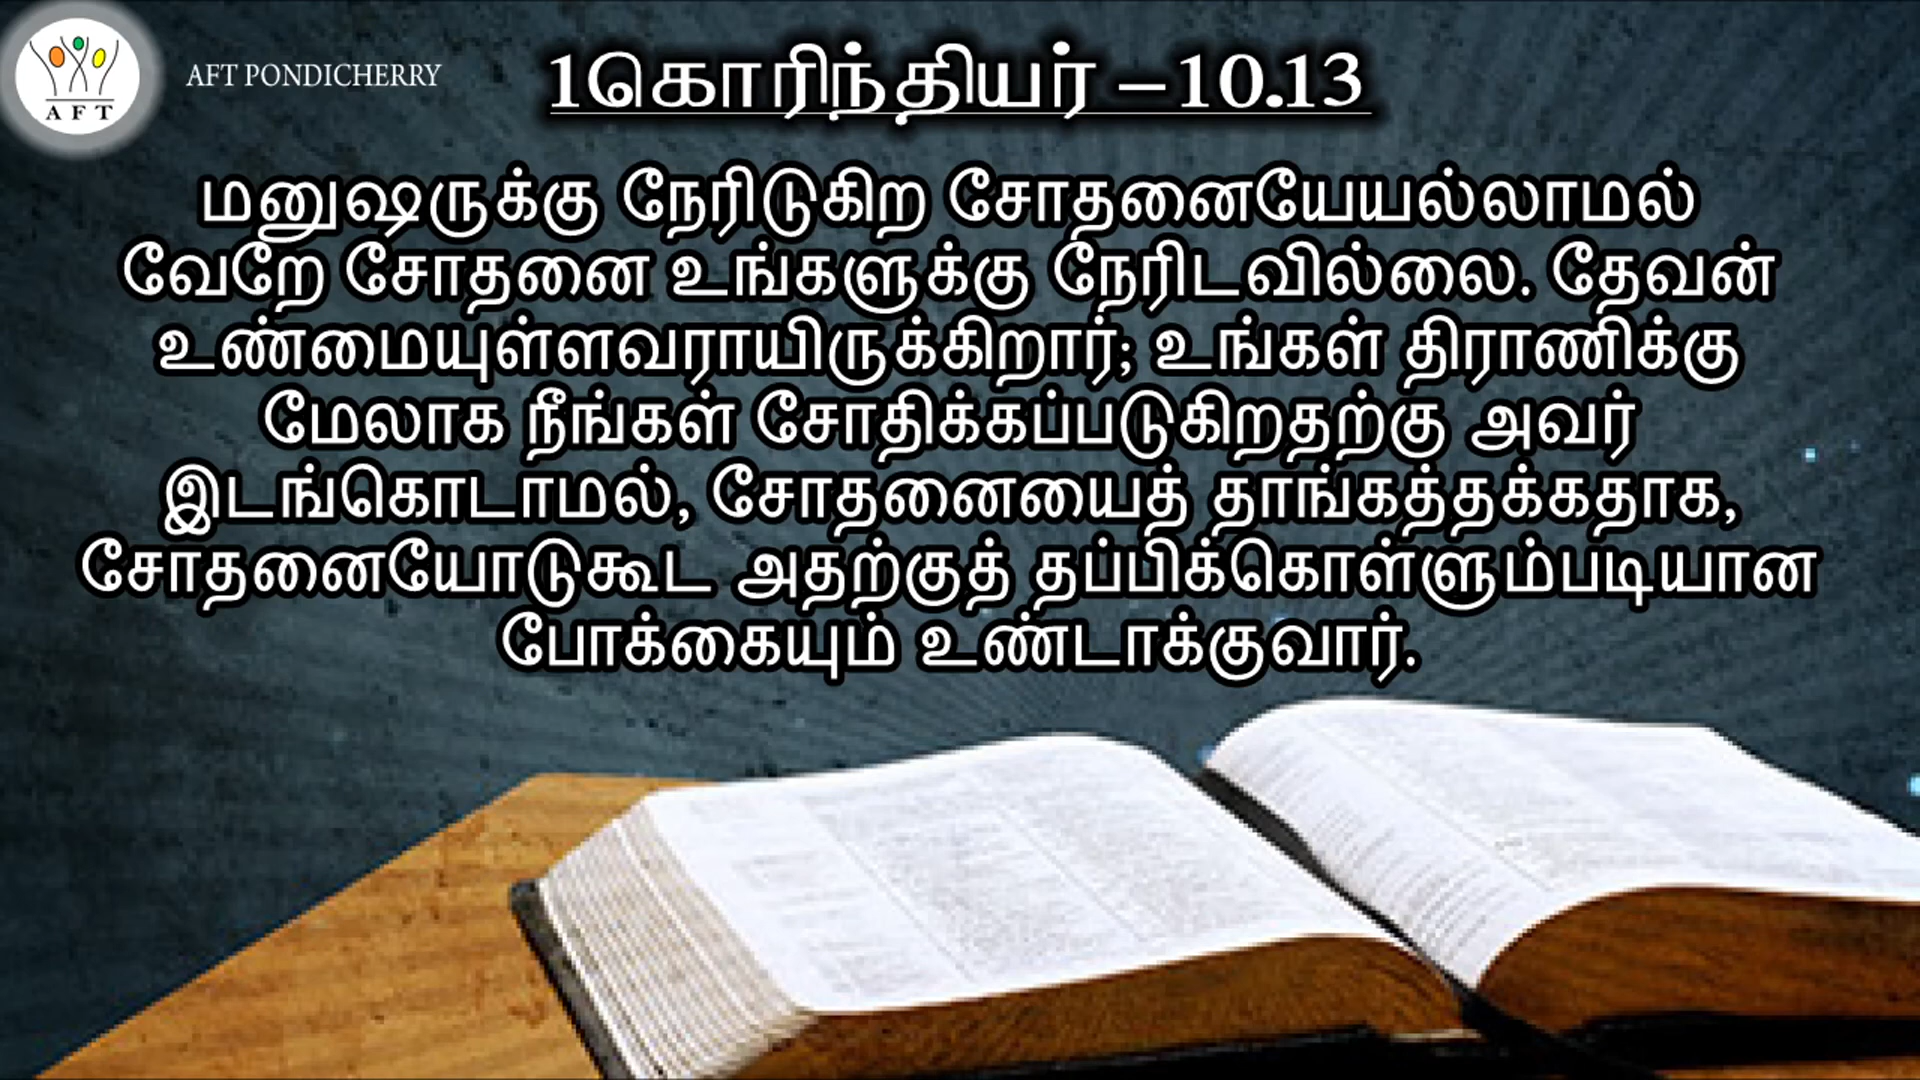 AFT
AFT PONDICHERRY
1கொரிந்தியர் –10.13
மனுஷருக்கு நேரிடுகிற சோதனையேயல்லாமல்
வேறே சோதனை உங்களுக்கு நேரிடவில்லை. தேவன்
உண்மையுள்ளவராயிருக்கிறார்; உங்கள் திராணிக்கு
மேலாக நீங்கள் சோதிக்கப்படுகிறதற்கு அவர்
இடங்கொடாமல், சோதனையைத் தாங்கத்தக்கதாக,
சோதனையோடுகூட அதற்குத் தப்பிக்கொள்ளும்படியான
போக்கையும் உண்டாக்குவார்.